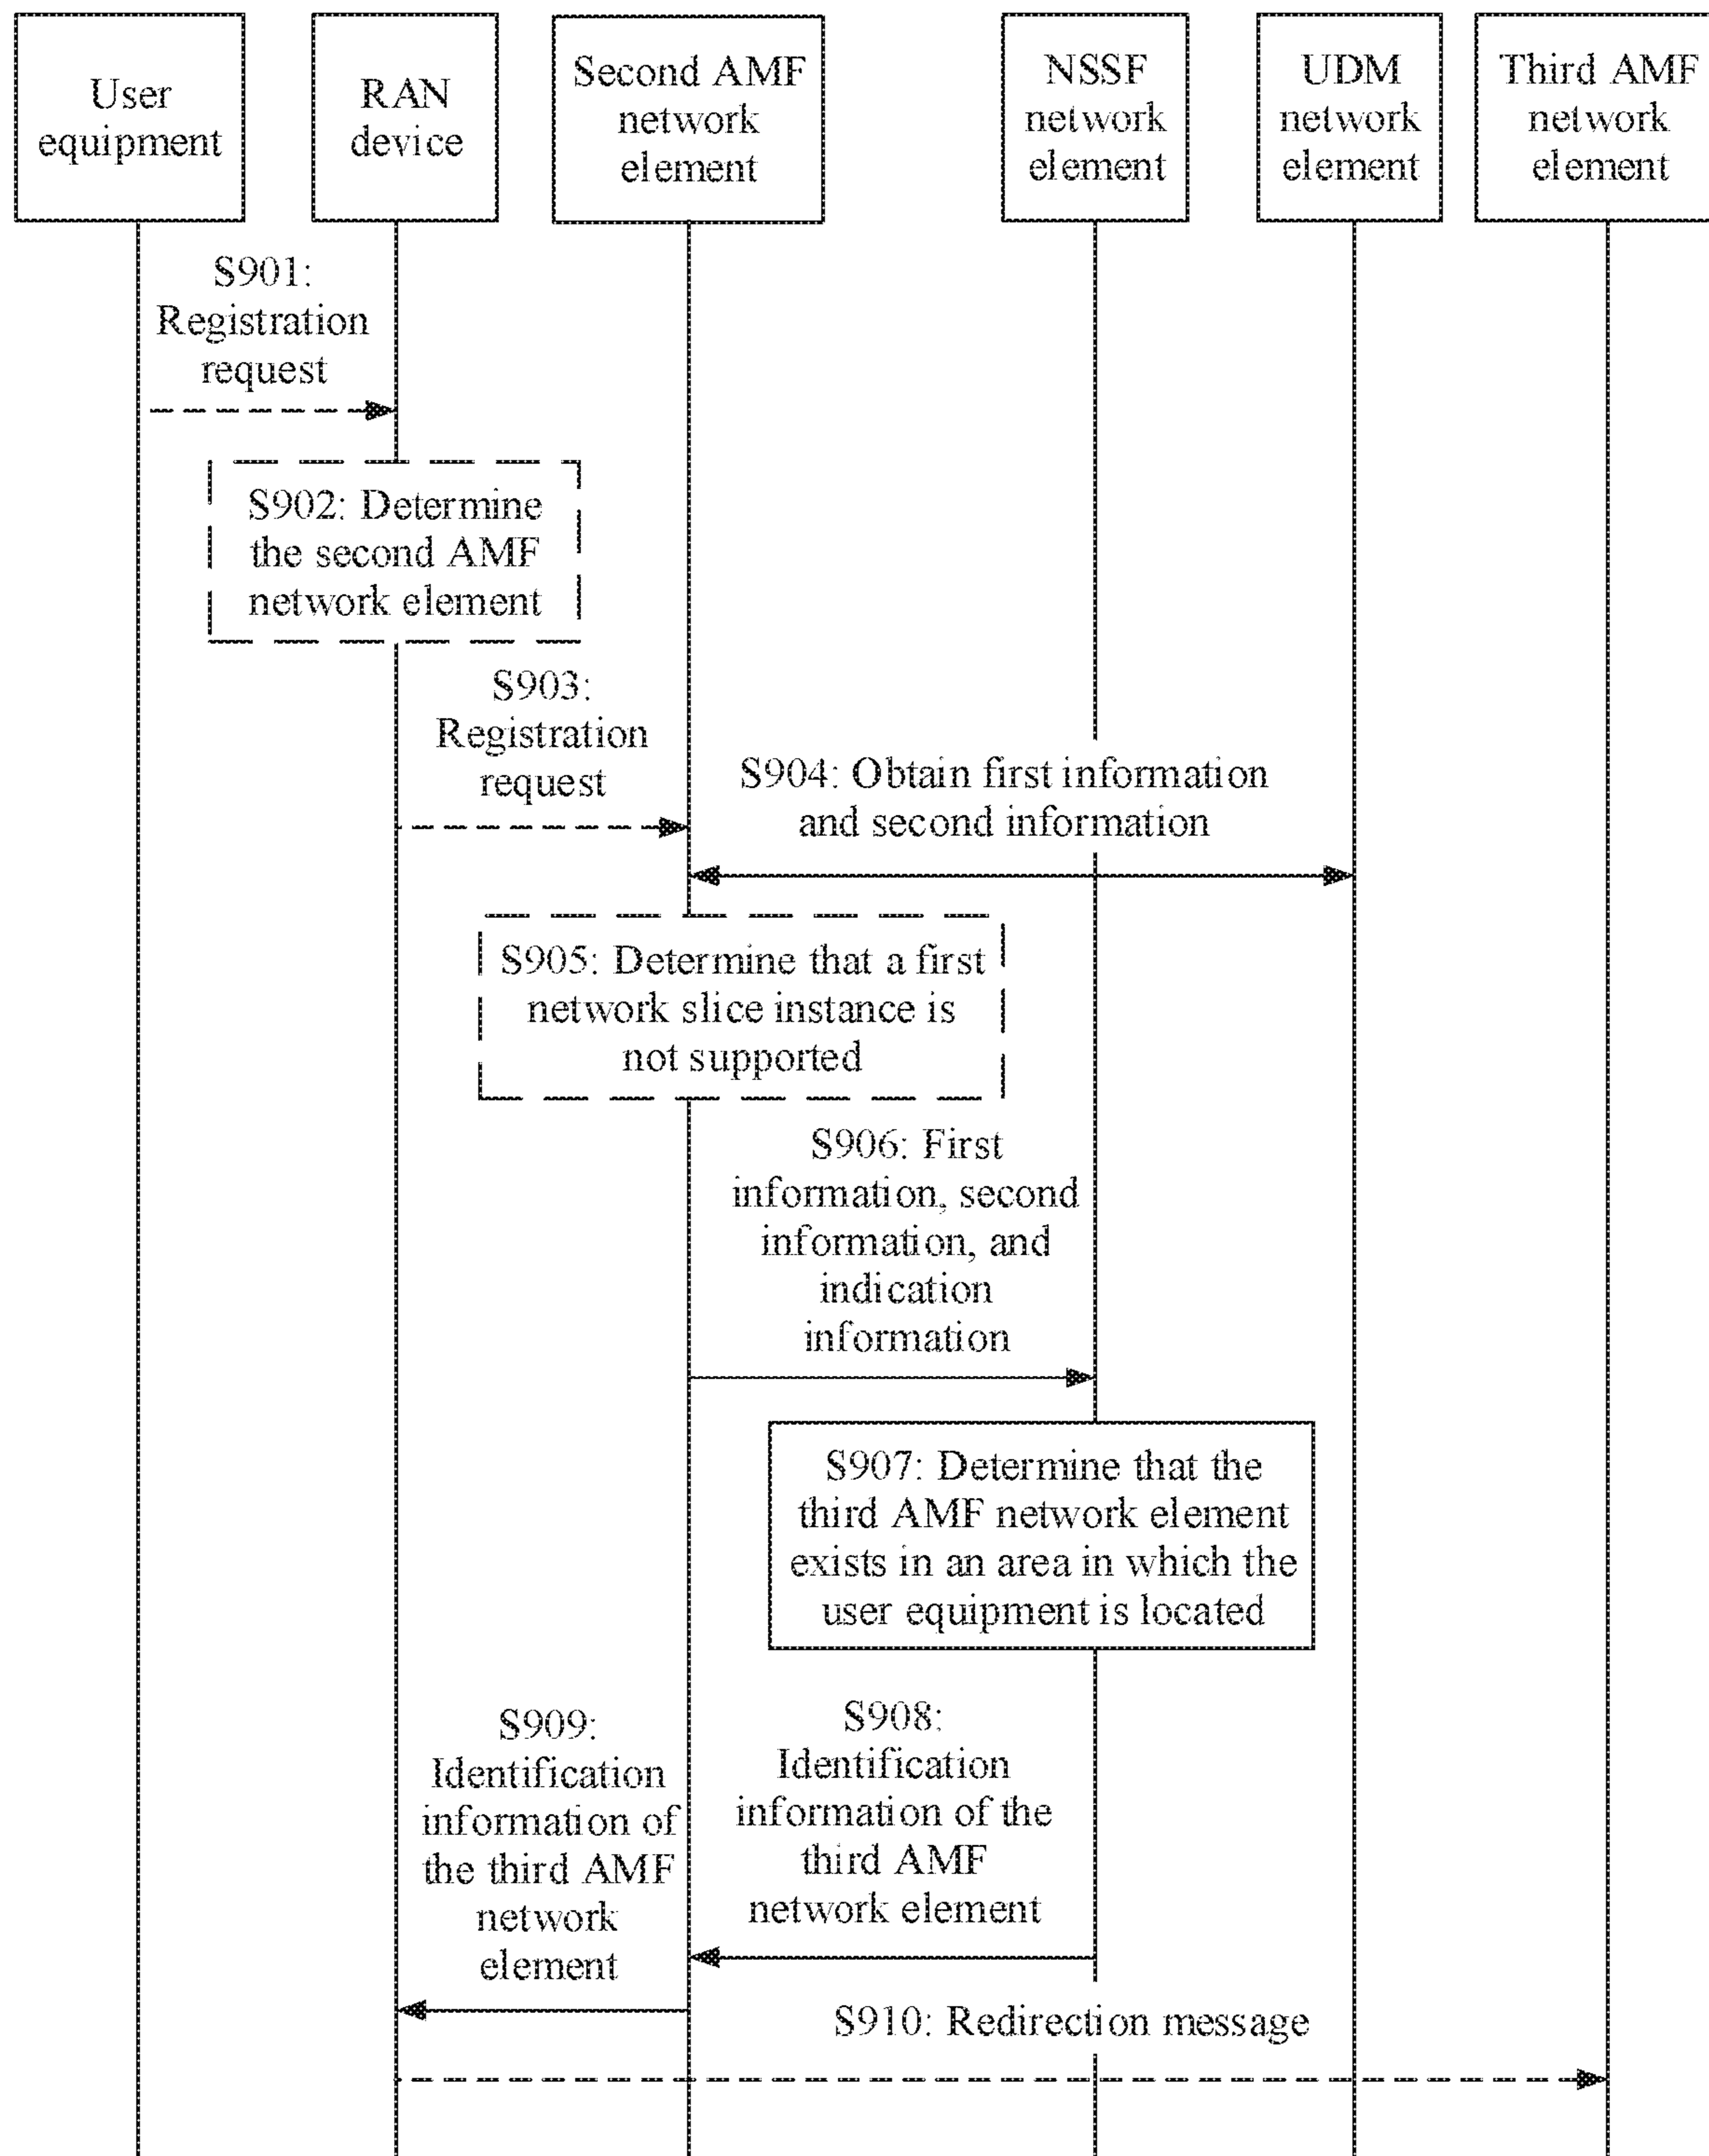 User
equipment
RAN
device
Second AMF
network
element
NSSF
network
element
UDM
network
element
Third AMF
network
element
S901:
Registration
request
S902: Determine
the second AMF
network element
S903:
Registration
request
S904: Obtain first information
and second information
S905: Determine that a first
network slice instance is
not supported
S906: First
information, second
information, and
indication
information
S907: Determine that the
third AMF network element
exists in an area in which the
user equipment is located
S908:
Identification
information of the
third AMF
network element
S909:
Identification
information of
the third AMF
network
element
S910: Redirection message